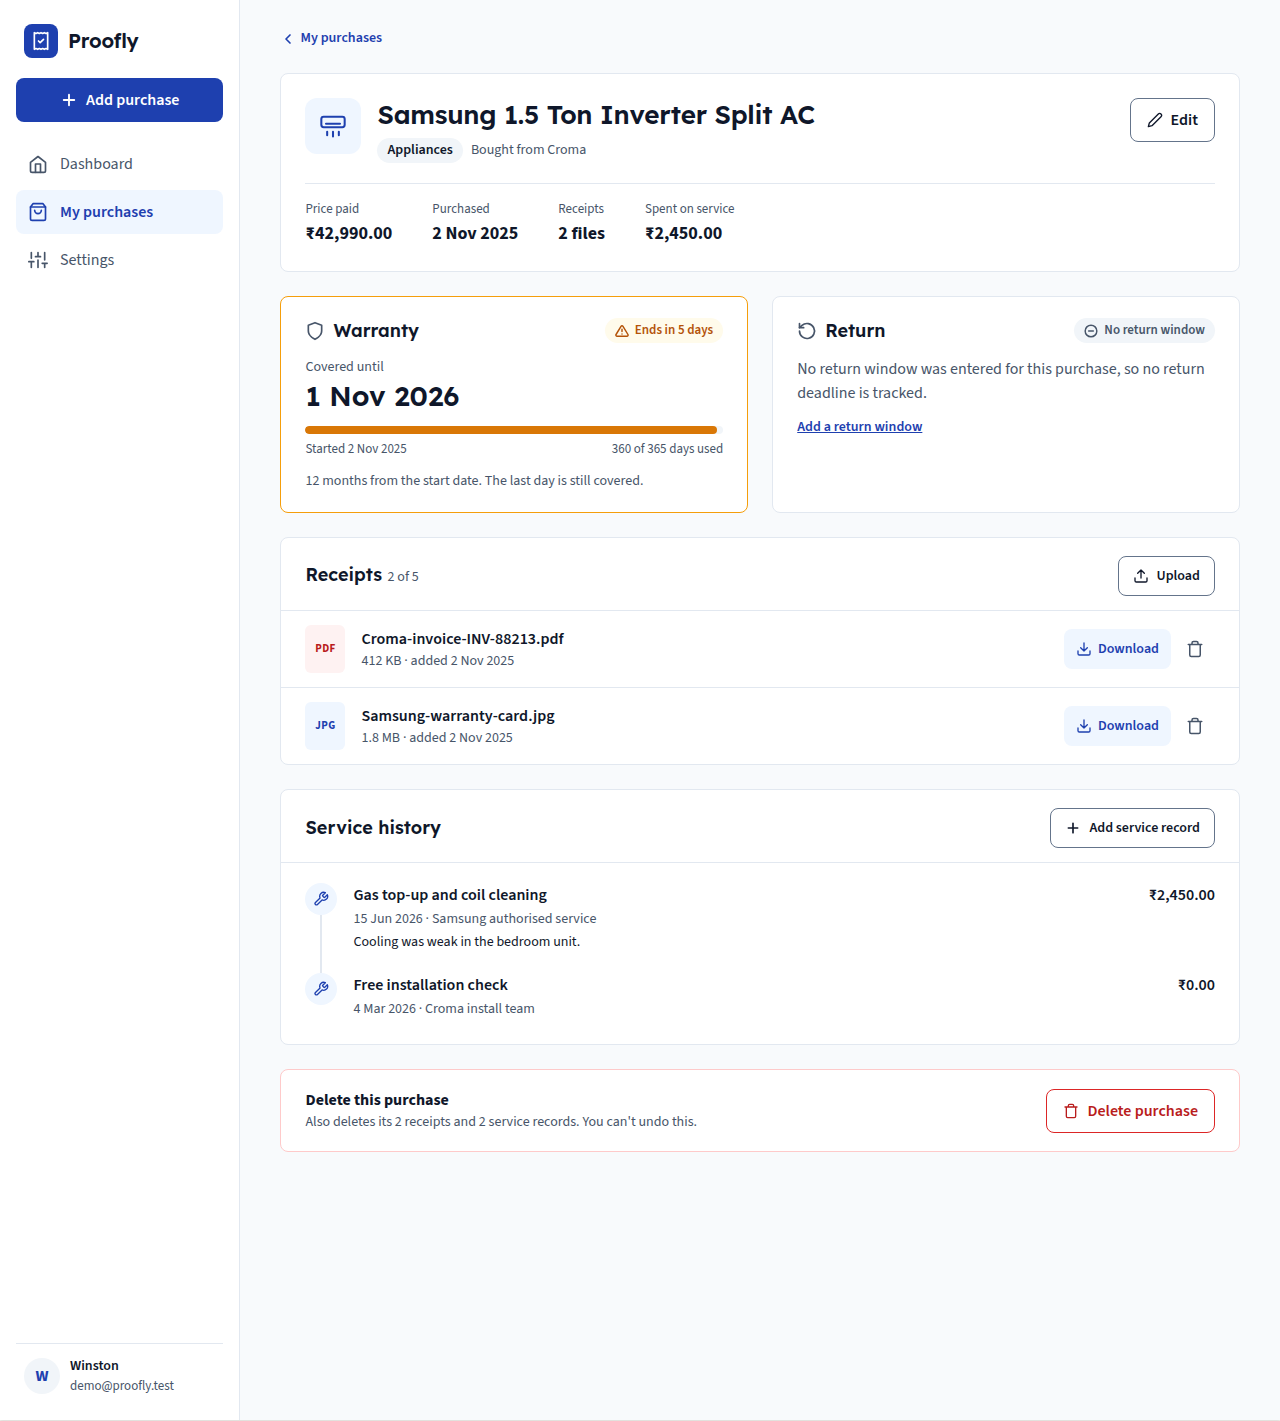 Proofly
Add purchase
Dashboard
My purchases
Settings
Winston
W
demo@proofly.test
My purchases
Samsung 1.5 Ton Inverter Split AC
Appliances Bought from Croma
Edit
Price paid Purchased Receipts Spent on service
₹42,990.00 2 Nov 2025 2 files ₹2,450.00
Warranty
Ends in 5 days
Covered until
1 Nov 2026
Started 2 Nov 2025 360 of 365 days used
12 months from the start date. The last day is still covered.
Return
No return window
No return window was entered for this purchase, so no return
deadline is tracked.
Add a return window
Receipts 2 of 5
Upload
PDF
Croma-invoice-INV-88213.pdf
412 KB · added 2 Nov 2025
Download
JPG
Samsung-warranty-card.jpg
1.8 MB · added 2 Nov 2025
Download
Service history
Add service record
Gas top-up and coil cleaning ₹2,450.00
15 Jun 2026 · Samsung authorised service
Cooling was weak in the bedroom unit.
Free installation check ₹0.00
4 Mar 2026 · Croma install team
Delete this purchase
Also deletes its 2 receipts and 2 service records. You can't undo this.
Delete purchase